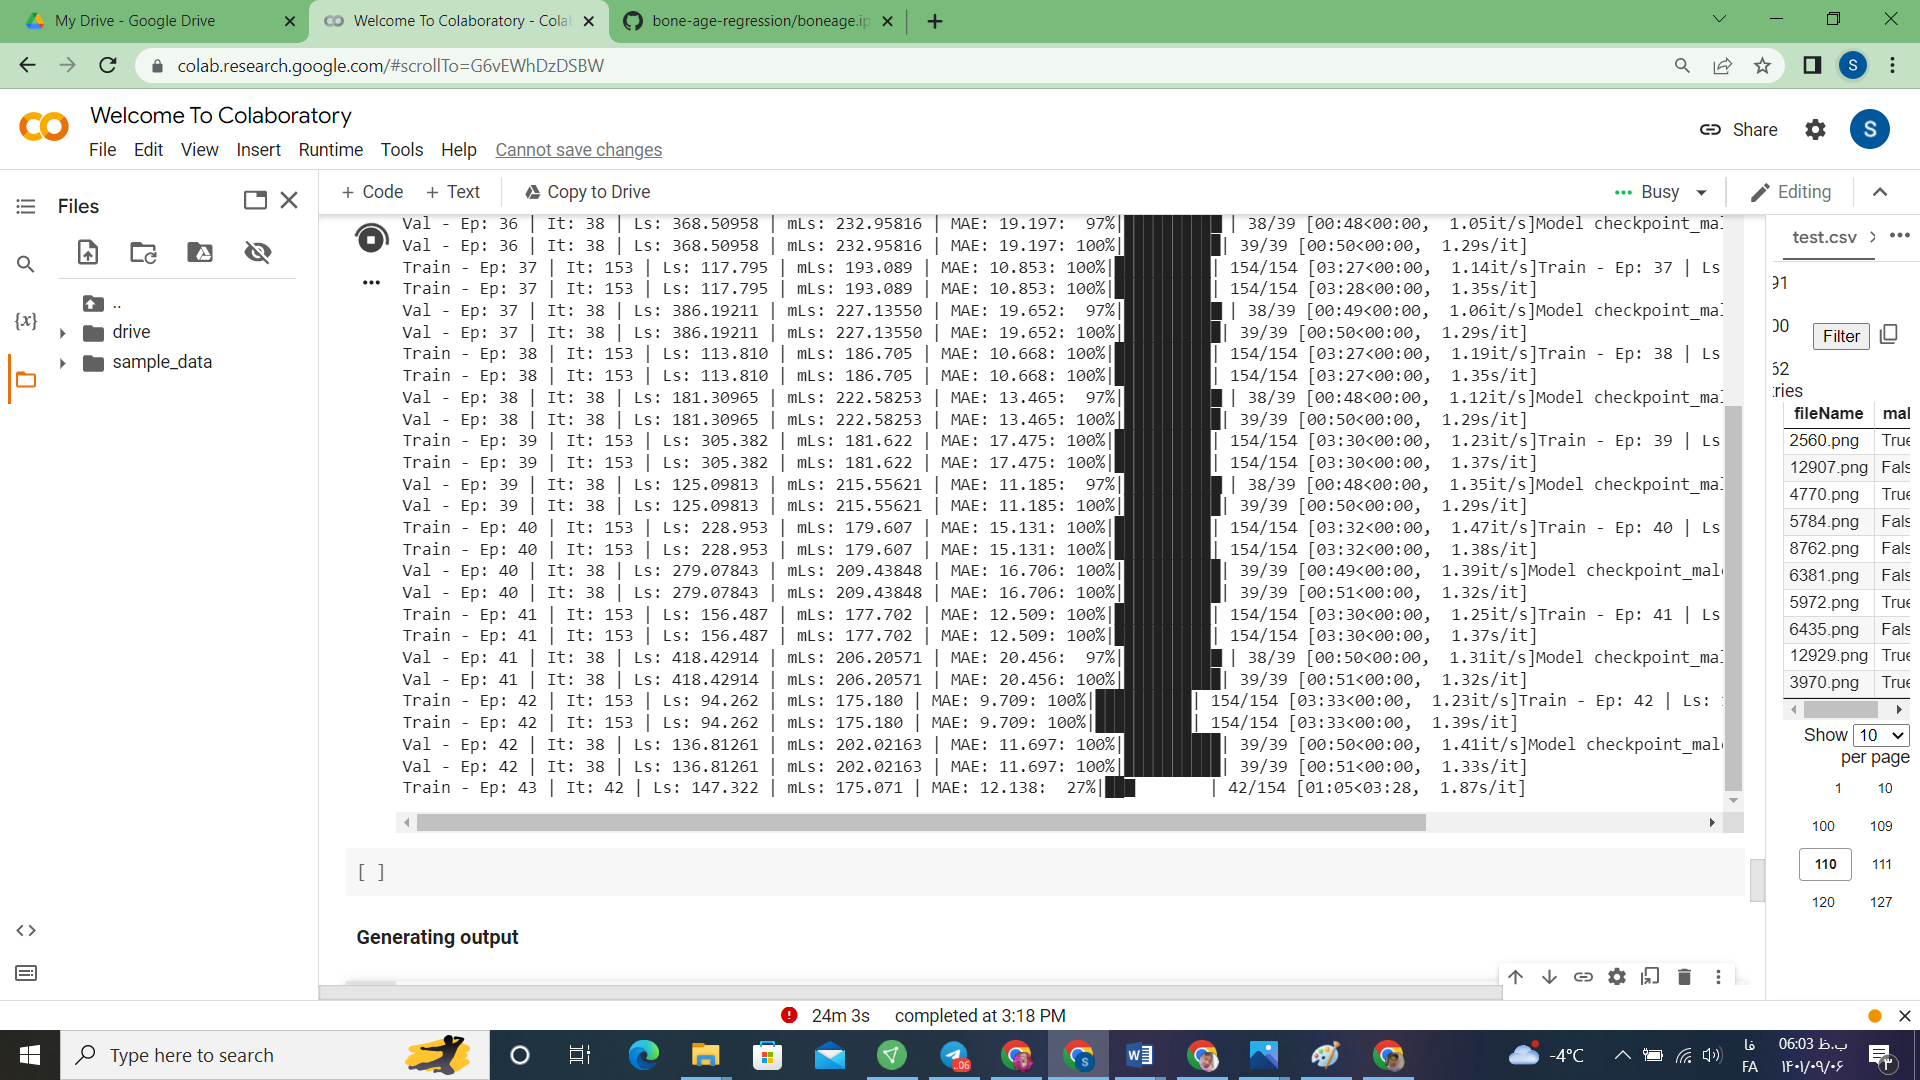 My Drive - Google Drive
Welcome To Colaboratory - Cola
bone-age-regression/boneage.ip
colab.research.google.com/#scrollTo=G6vEWhDzDSBW
S
Welcome To Colaboratory
File Edit View Insert Runtime Tools Help Cannot save changes
Share
S
+ Code + Text Copy to Drive
Busy
Editing
Files
..
drive
sample_data
{x}
Val - Ep: 36 | It: 38 | Ls: 368.50958 | mLs: 232.95816 | MAE: 19.197:  97%| | 38/39 [00:48<00:00,  1.05it/s]Model checkpoint_mal
Val - Ep: 36 | It: 38 | Ls: 368.50958 | mLs: 232.95816 | MAE: 19.197: 100%| | 39/39 [00:50<00:00,  1.29s/it]
Train - Ep: 37 | It: 153 | Ls: 117.795 | mLs: 193.089 | MAE: 10.853: 100%| | 154/154 [03:27<00:00,  1.14it/s]Train - Ep: 37 | Ls
Train - Ep: 37 | It: 153 | Ls: 117.795 | mLs: 193.089 | MAE: 10.853: 100%| | 154/154 [03:28<00:00,  1.35s/it]
Val - Ep: 37 | It: 38 | Ls: 386.19211 | mLs: 227.13550 | MAE: 19.652:  97%| | 38/39 [00:49<00:00,  1.06it/s]Model checkpoint_mal
Val - Ep: 37 | It: 38 | Ls: 386.19211 | mLs: 227.13550 | MAE: 19.652: 100%| | 39/39 [00:50<00:00,  1.29s/it]
Train - Ep: 38 | It: 153 | Ls: 113.810 | mLs: 186.705 | MAE: 10.668: 100%| | 154/154 [03:27<00:00,  1.19it/s]Train - Ep: 38 | Ls
Train - Ep: 38 | It: 153 | Ls: 113.810 | mLs: 186.705 | MAE: 10.668: 100%| | 154/154 [03:27<00:00,  1.35s/it]
Val - Ep: 38 | It: 38 | Ls: 181.30965 | mLs: 222.58253 | MAE: 13.465:  97%| | 38/39 [00:48<00:00,  1.12it/s]Model checkpoint_mal
Val - Ep: 38 | It: 38 | Ls: 181.30965 | mLs: 222.58253 | MAE: 13.465: 100%| | 39/39 [00:50<00:00,  1.29s/it]
Train - Ep: 39 | It: 153 | Ls: 305.382 | mLs: 181.622 | MAE: 17.475: 100%| | 154/154 [03:30<00:00,  1.23it/s]Train - Ep: 39 | Ls
Train - Ep: 39 | It: 153 | Ls: 305.382 | mLs: 181.622 | MAE: 17.475: 100%| | 154/154 [03:30<00:00,  1.37s/it]
Val - Ep: 39 | It: 38 | Ls: 125.09813 | mLs: 215.55621 | MAE: 11.185:  97%| | 38/39 [00:48<00:00,  1.35it/s]Model checkpoint_mal
Val - Ep: 39 | It: 38 | Ls: 125.09813 | mLs: 215.55621 | MAE: 11.185: 100%| | 39/39 [00:50<00:00,  1.29s/it]
Train - Ep: 40 | It: 153 | Ls: 228.953 | mLs: 179.607 | MAE: 15.131: 100%| | 154/154 [03:32<00:00,  1.47it/s]Train - Ep: 40 | Ls
Train - Ep: 40 | It: 153 | Ls: 228.953 | mLs: 179.607 | MAE: 15.131: 100%| | 154/154 [03:32<00:00,  1.38s/it]
Val - Ep: 40 | It: 38 | Ls: 279.07843 | mLs: 209.43848 | MAE: 16.706: 100%| | 39/39 [00:49<00:00,  1.39it/s]Model checkpoint_mal
Val - Ep: 40 | It: 38 | Ls: 279.07843 | mLs: 209.43848 | MAE: 16.706: 100%| | 39/39 [00:51<00:00,  1.32s/it]
Train - Ep: 41 | It: 153 | Ls: 156.487 | mLs: 177.702 | MAE: 12.509: 100%| | 154/154 [03:30<00:00,  1.25it/s]Train - Ep: 41 | Ls
Train - Ep: 41 | It: 153 | Ls: 156.487 | mLs: 177.702 | MAE: 12.509: 100%| | 154/154 [03:30<00:00,  1.37s/it]
Val - Ep: 41 | It: 38 | Ls: 418.42914 | mLs: 206.20571 | MAE: 20.456:  97%| | 38/39 [00:50<00:00,  1.31it/s]Model checkpoint_mal
Val - Ep: 41 | It: 38 | Ls: 418.42914 | mLs: 206.20571 | MAE: 20.456: 100%| | 39/39 [00:51<00:00,  1.32s/it]
Train - Ep: 42 | It: 153 | Ls: 94.262 | mLs: 175.180 | MAE: 9.709: 100%| | 154/154 [03:33<00:00,  1.23it/s]Train - Ep: 42 | Ls:
Train - Ep: 42 | It: 153 | Ls: 94.262 | mLs: 175.180 | MAE: 9.709: 100%| | 154/154 [03:33<00:00,  1.39s/it]
Val - Ep: 42 | It: 38 | Ls: 136.81261 | mLs: 202.02163 | MAE: 11.697: 100%| | 39/39 [00:50<00:00,  1.41it/s]Model checkpoint_mal
Val - Ep: 42 | It: 38 | Ls: 136.81261 | mLs: 202.02163 | MAE: 11.697: 100%| | 39/39 [00:51<00:00,  1.33s/it]
Train - Ep: 43 | It: 42 | Ls: 147.322 | mLs: 175.071 | MAE: 12.138:  27%| | 42/154 [01:05<03:28,  1.87s/it]
[ ]
Generating output
test.csv
91
00
Filter
62
ries
fileName mal
2560.png True
12907.png Fals
4770.png True
5784.png Fals
8762.png Fals
6381.png Fals
5972.png True
6435.png Fals
12929.png True
3970.png True
Show 10
per page
1 10
100 109
110 111
120 127
24m 3s completed at 3:18 PM
Type here to search
-4°C
فا
FA
06:03 ب.ظ
۱۴۰۱/۰۹/۰۶
۳